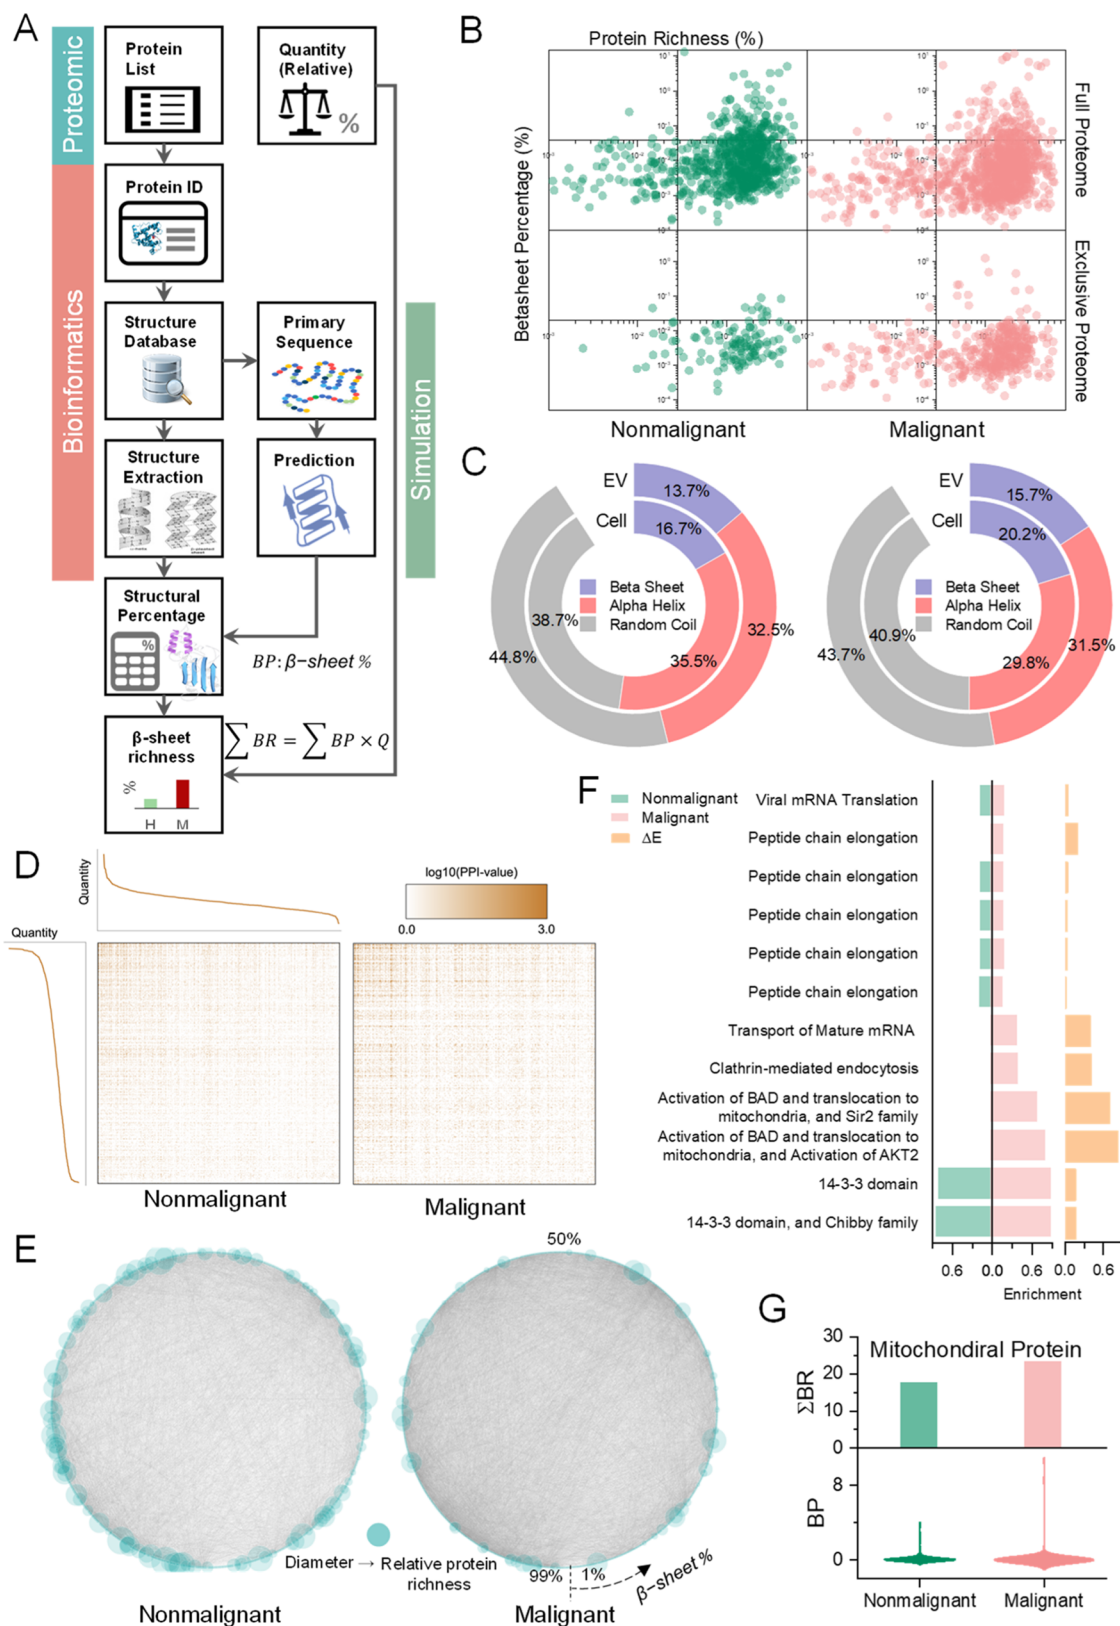 A
Proteomic
Bioinformatics
Simulation
Protein
List
Quantity
(Relative)
%
Protein ID
Structure
Database
Primary
Sequence
Structure
Extraction
Prediction
Structural
Percentage
%
BP: β−sheet %
β-sheet
richness
∑ BR = ∑ BP × Q
%
H M
B
Protein Richness (%)
Betasheet Percentage (%)
Full Proteome
Exclusive Proteome
Nonmalignant Malignant
C
EV
Cell
13.7%
16.7%
Beta Sheet
Alpha Helix
Random Coil
38.7%
44.8%
32.5%
35.5%
EV
Cell
15.7%
20.2%
Beta Sheet
Alpha Helix
Random Coil
40.9%
43.7%
31.5%
29.8%
D
Quantity
Quantity
log10(PPI-value)
0.0 3.0
Nonmalignant Malignant
E
50%
Diameter → Relative protein
richness
99% 1%
β−sheet %
Nonmalignant Malignant
F
Nonmalignant
Malignant
ΔE
Viral mRNA Translation
Peptide chain elongation
Peptide chain elongation
Peptide chain elongation
Peptide chain elongation
Peptide chain elongation
Transport of Mature mRNA
Clathrin-mediated endocytosis
Activation of BAD and translocation to
mitochondria, and Sir2 family
Activation of BAD and translocation to
mitochondria, and Activation of AKT2
14-3-3 domain
14-3-3 domain, and Chibby family
0.6 0.0 0.6 0.0 0.6
Enrichment
G
Mitochondiral Protein
30
20
10
0
ΣBR
8
0
BP
Nonmalignant Malignant